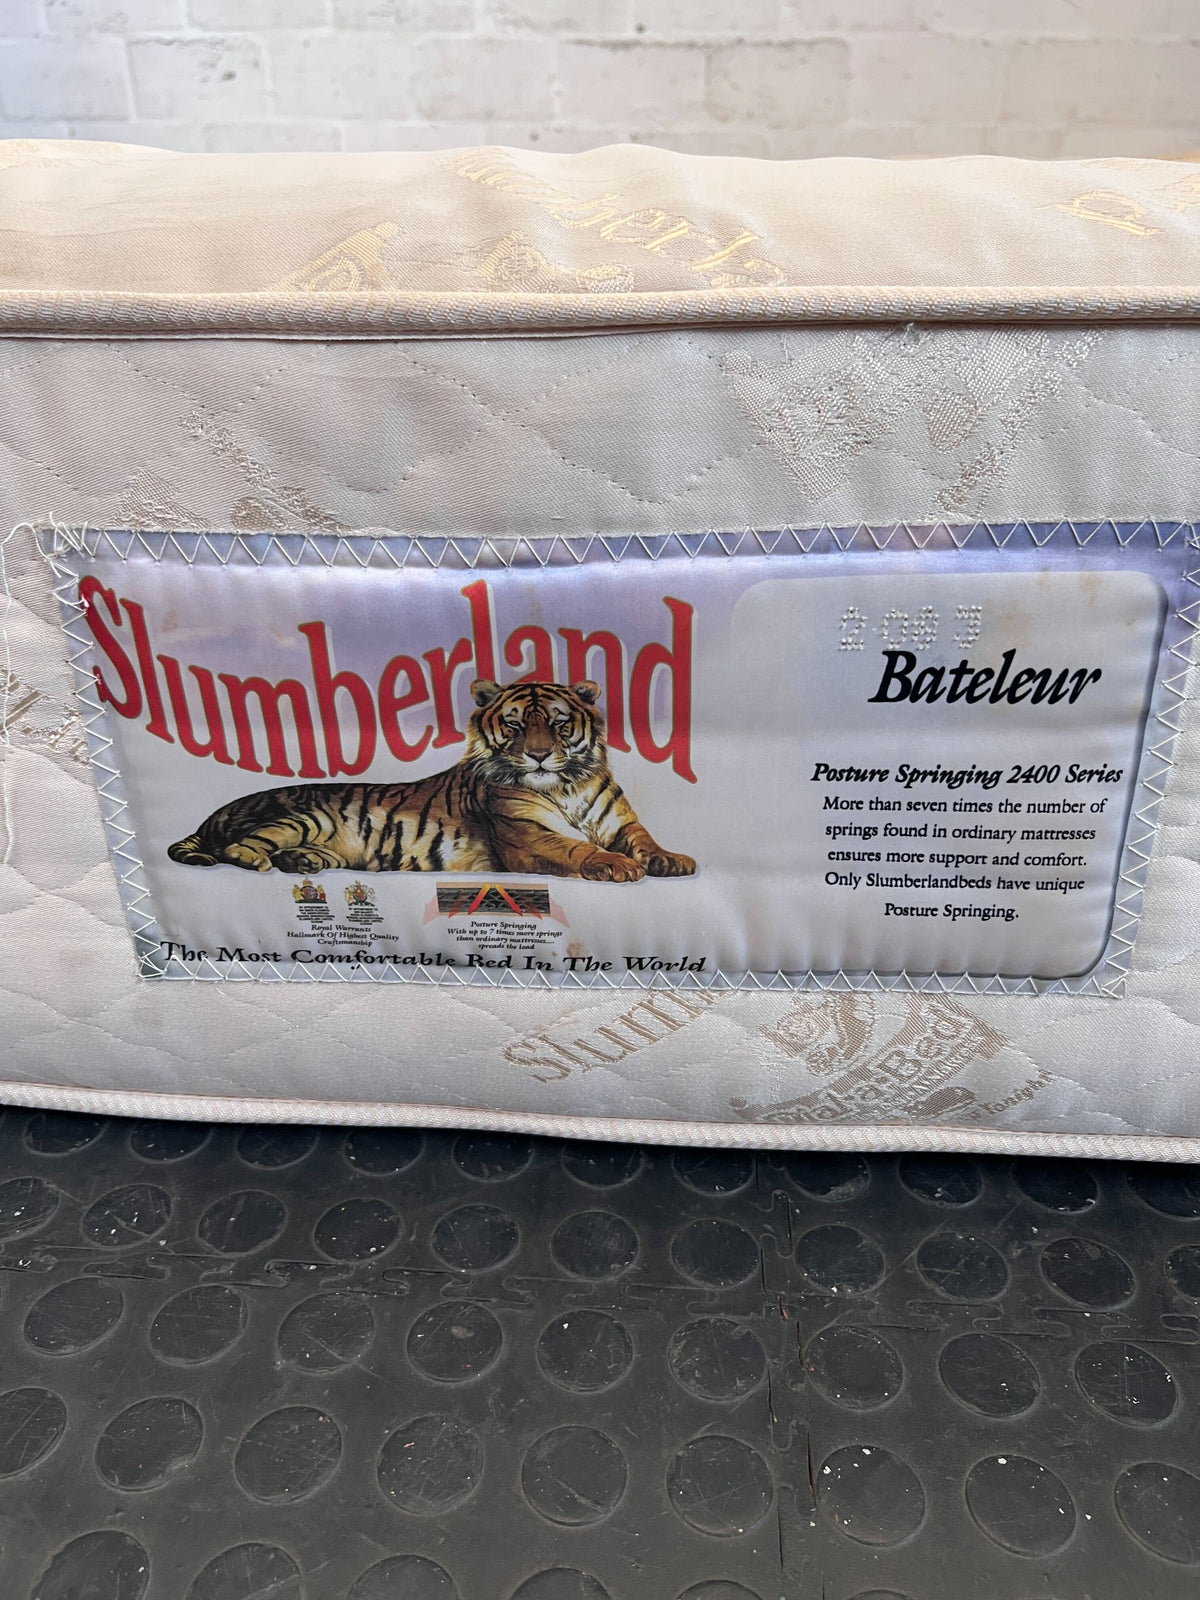 Slumberland
Bateleur
Posture Springing 2400 Series
More than seven times the number of
springs found in ordinary mattresses
ensures more support and comfort.
Only Slumberlandbeds have unique
Posture Springing.
Royal Warrants
Hallmark Of Highest Quality
Craftsmanship
Posture Springing
With up to 7 times more springs
than ordinary mattresses....
spreads the load
The Most Comfortable Bed In The World